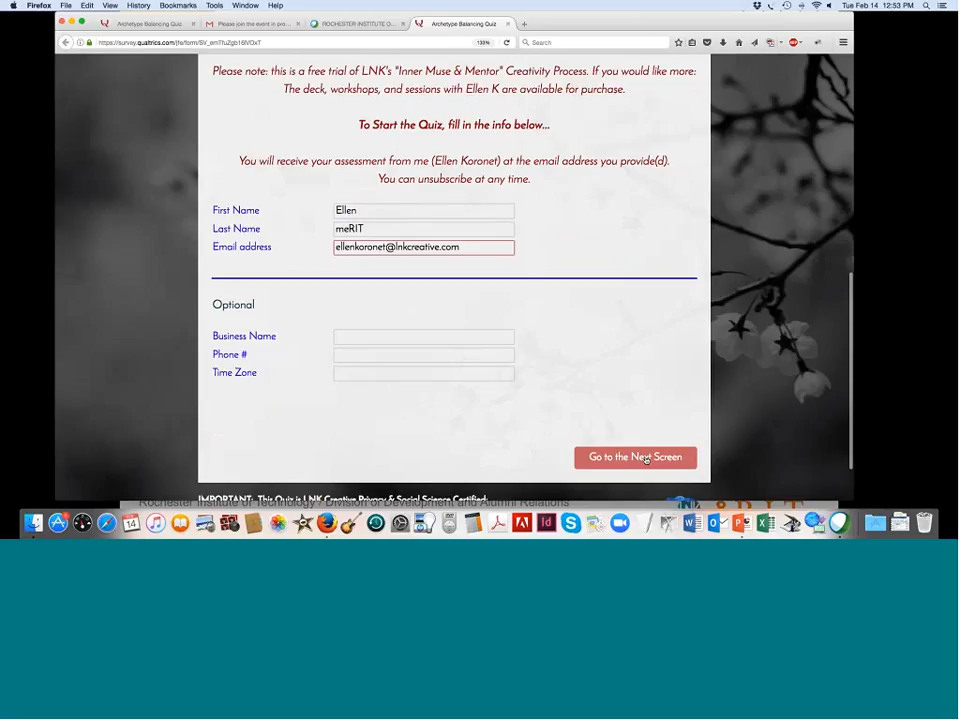 Firefox File Edit View History Bookmarks Tools Window Help Tue Feb 14 12:53 PM
Archetype Balancing Quiz × Please join the event in pro... × ROCHESTER INSTITUTE O... × Archetype Balancing Quiz ×
133% Search
Please note: this is a free trial of LNK's "Inner Muse & Mentor" Creativity Process. If you would like more:
The deck, workshops, and sessions with Ellen K are available for purchase.
To Start the Quiz, fill in the info below...
You will receive your assessment from me (Ellen Koronet) at the email address you provide(d).
You can unsubscribe at any time.
First Name Ellen
Last Name meRIT
Email address ellenkoronet@lnkcreative.com
Optional
Business Name
Phone #
Time Zone
Go to the Next Screen
IMPORTANT: This Quiz is LNK Creative Privacy & Social Science Certified:
Rochester Institute of Technology / Division of Development and Alumni Relations